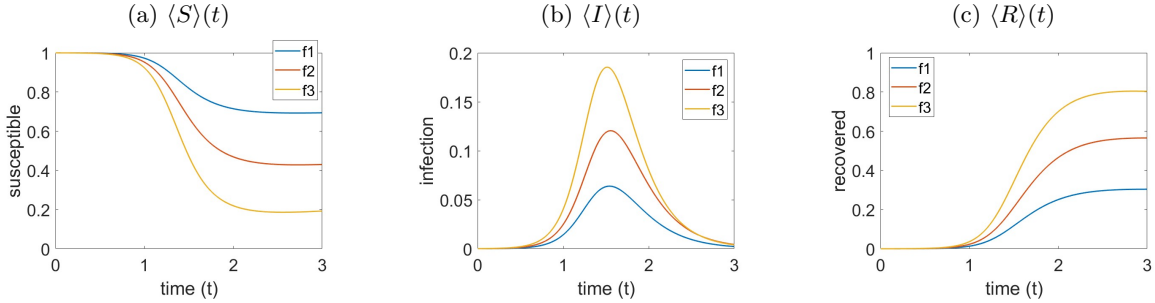 (a) ⟨S⟩(t)
1
0.8
0.6
0.4
0.2
0
0
1
2
3
susceptible
time (t)
f1
f2
f3
(b) ⟨I⟩(t)
0.2
0.15
0.1
0.05
0
0
1
2
3
infection
time (t)
f1
f2
f3
(c) ⟨R⟩(t)
1
0.8
0.6
0.4
0.2
0
0
1
2
3
recovered
time (t)
f1
f2
f3